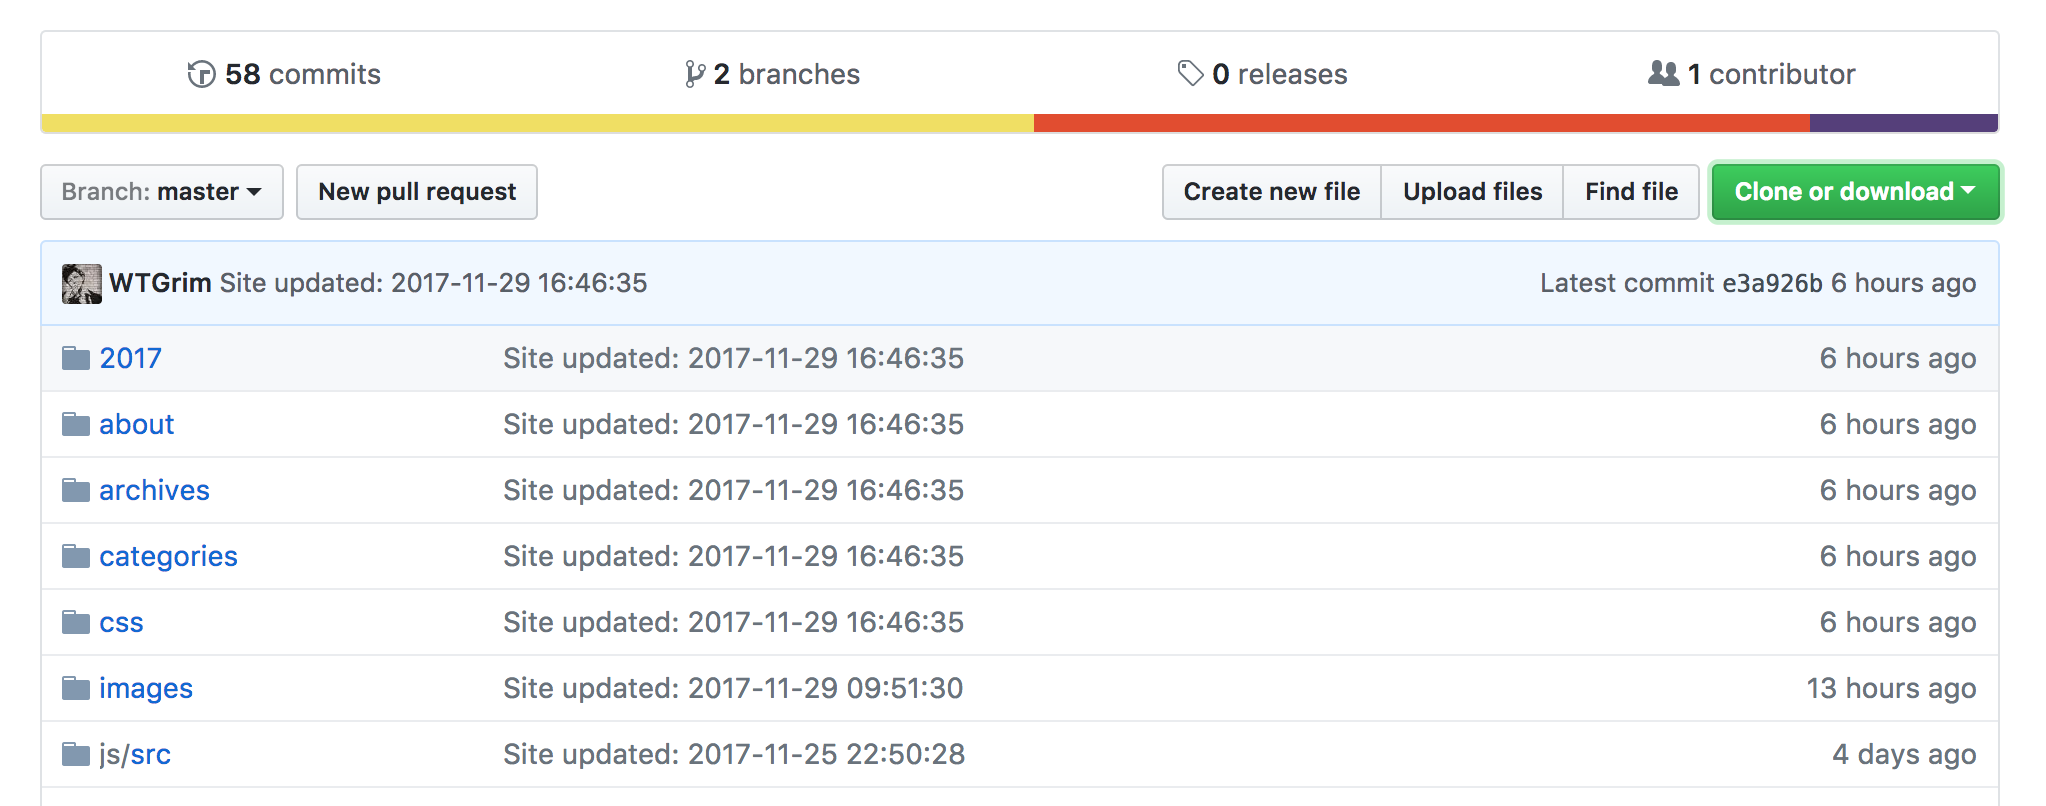 58 commits 2 branches 0 releases 1 contributor
Branch: master New pull request Create new file Upload files Find file Clone or download
WTGrim Site updated: 2017-11-29 16:46:35 Latest commit e3a926b 6 hours ago
2017 Site updated: 2017-11-29 16:46:35 6 hours ago
about Site updated: 2017-11-29 16:46:35 6 hours ago
archives Site updated: 2017-11-29 16:46:35 6 hours ago
categories Site updated: 2017-11-29 16:46:35 6 hours ago
css Site updated: 2017-11-29 16:46:35 6 hours ago
images Site updated: 2017-11-29 09:51:30 13 hours ago
js/src Site updated: 2017-11-25 22:50:28 4 days ago